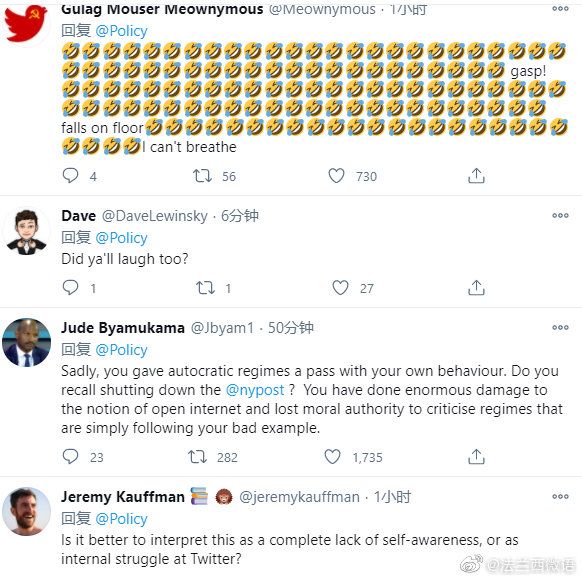 Gulag Mouser Meownymous @Meownymous · 1小时
回复 @Policy
gasp!
falls on floor
I can't breathe
4 56 730
Dave @DaveLewinsky · 6分钟
回复 @Policy
Did ya'll laugh too?
1 1 27
Jude Byamukama @Jbyam1 · 50分钟
回复 @Policy
Sadly, you gave autocratic regimes a pass with your own behaviour. Do you
recall shutting down the @nypost ? You have done enormous damage to
the notion of open internet and lost moral authority to criticise regimes that
are simply following your bad example.
23 282 1,735
Jeremy Kauffman @jeremykauffman · 1小时
回复 @Policy
Is it better to interpret this as a complete lack of self-awareness, or as
internal struggle at Twitter?
@法兰西微语